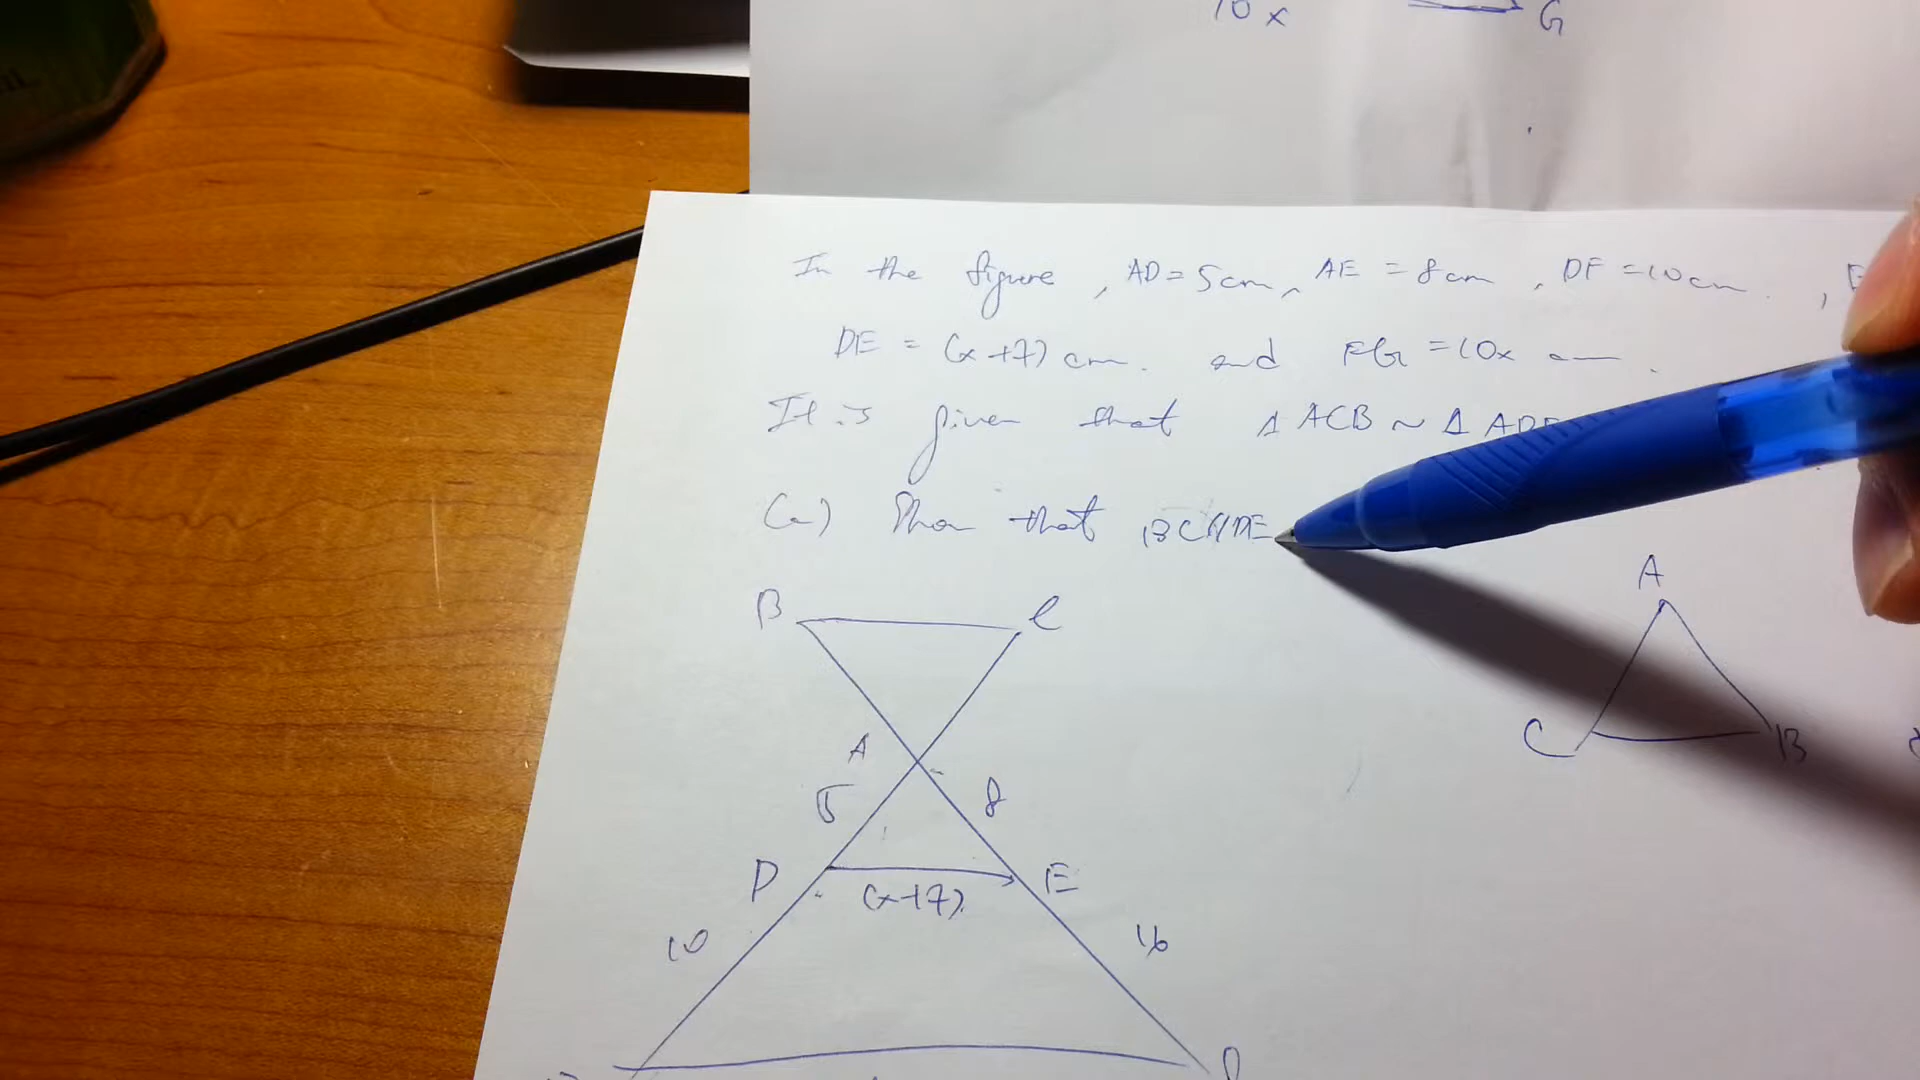 10x G
In the figure, AD = 5cm, AE = 8cm, DF = 10cm.,
DE = (x+7) cm. and FG = 10x cm.
It is given that Δ ACB ~ Δ ADE
(a) Show that BC//DE
A
B C
C B
A
5 8
D E
(x+7)
10 16